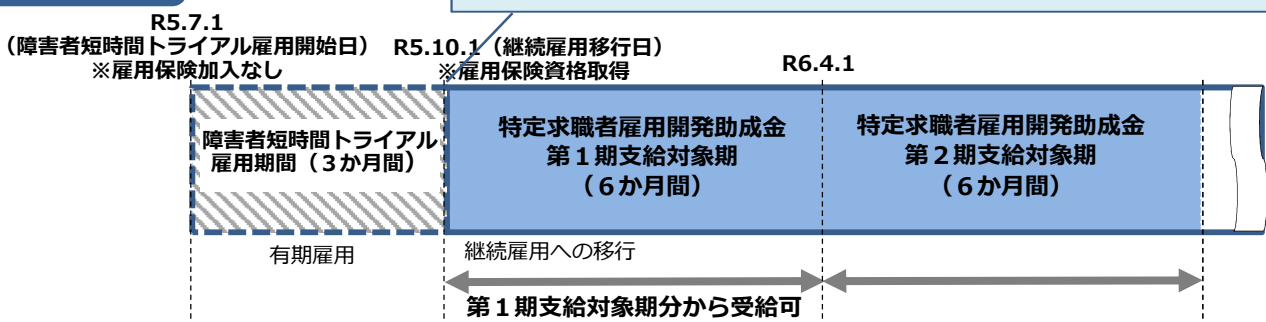 R5.7.1
（障害者短時間トライアル雇用開始日）
※雇用保険加入なし
R5.10.1（継続雇用移行日）
※雇用保険資格取得
R6.4.1
障害者短時間トライアル
雇用期間（３か月間）
特定求職者雇用開発助成金
第１期支給対象期
（６か月間）
特定求職者雇用開発助成金
第２期支給対象期
（６か月間）
有期雇用
継続雇用への移行
第１期支給対象期分から受給可